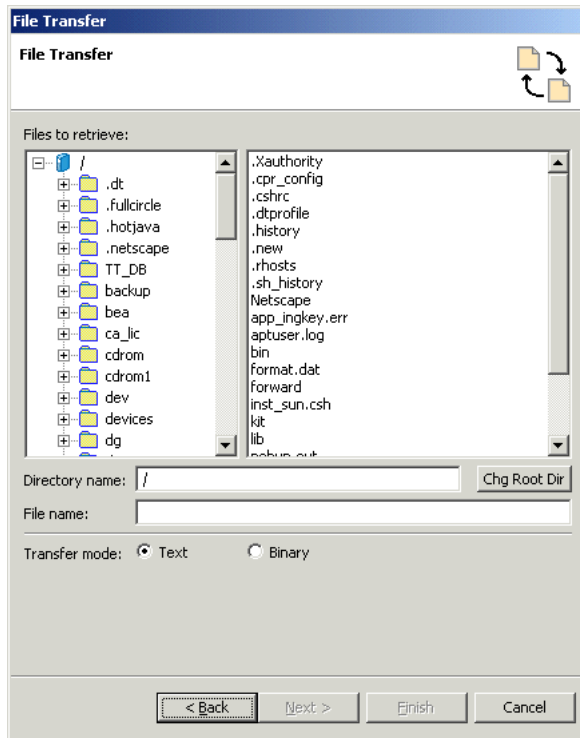 File Transfer
File Transfer
Files to retrieve:
/
.dt
.fullcircle
.hotjava
.netscape
TT_DB
backup
bea
ca_lic
cdrom
cdrom1
dev
devices
dg
.Xauthority
.cpr_config
.cshrc
.dtprofile
.history
.new
.rhosts
.sh_history
Netscape
app_ingkey.err
aptuser.log
bin
format.dat
forward
inst_sun.csh
kit
lib
Directory name: / Chg Root Dir
File name:
Transfer mode: Text Binary
< Back Next > Finish Cancel